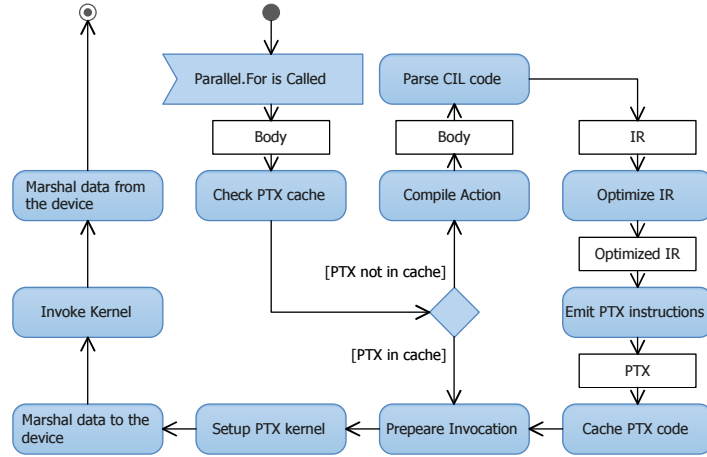 Parallel.For is Called
Parse CIL code
Body
Body
IR
Marshal data from
the device
Check PTX cache
Compile Action
Optimize IR
Optimized IR
[PTX not in cache]
Invoke Kernel
Emit PTX instructions
[PTX in cache]
PTX
Marshal data to the
device
Setup PTX kernel
Prepeare Invocation
Cache PTX code